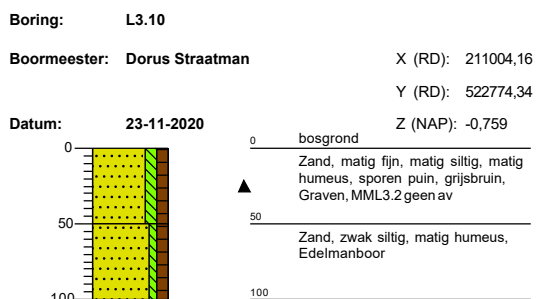 Boring: L3.10
Boormeester: Dorus Straatman X (RD): 211004,16
Y (RD): 522774,34
Datum: 23-11-2020 Z (NAP): -0,759
0 0 bosgrond
Zand, matig fijn, matig siltig, matig
humeus, sporen puin, grijsbruin,
Graven, MML3.2 geen av
50 50
Zand, zwak siltig, matig humeus,
Edelmanboor
100 100